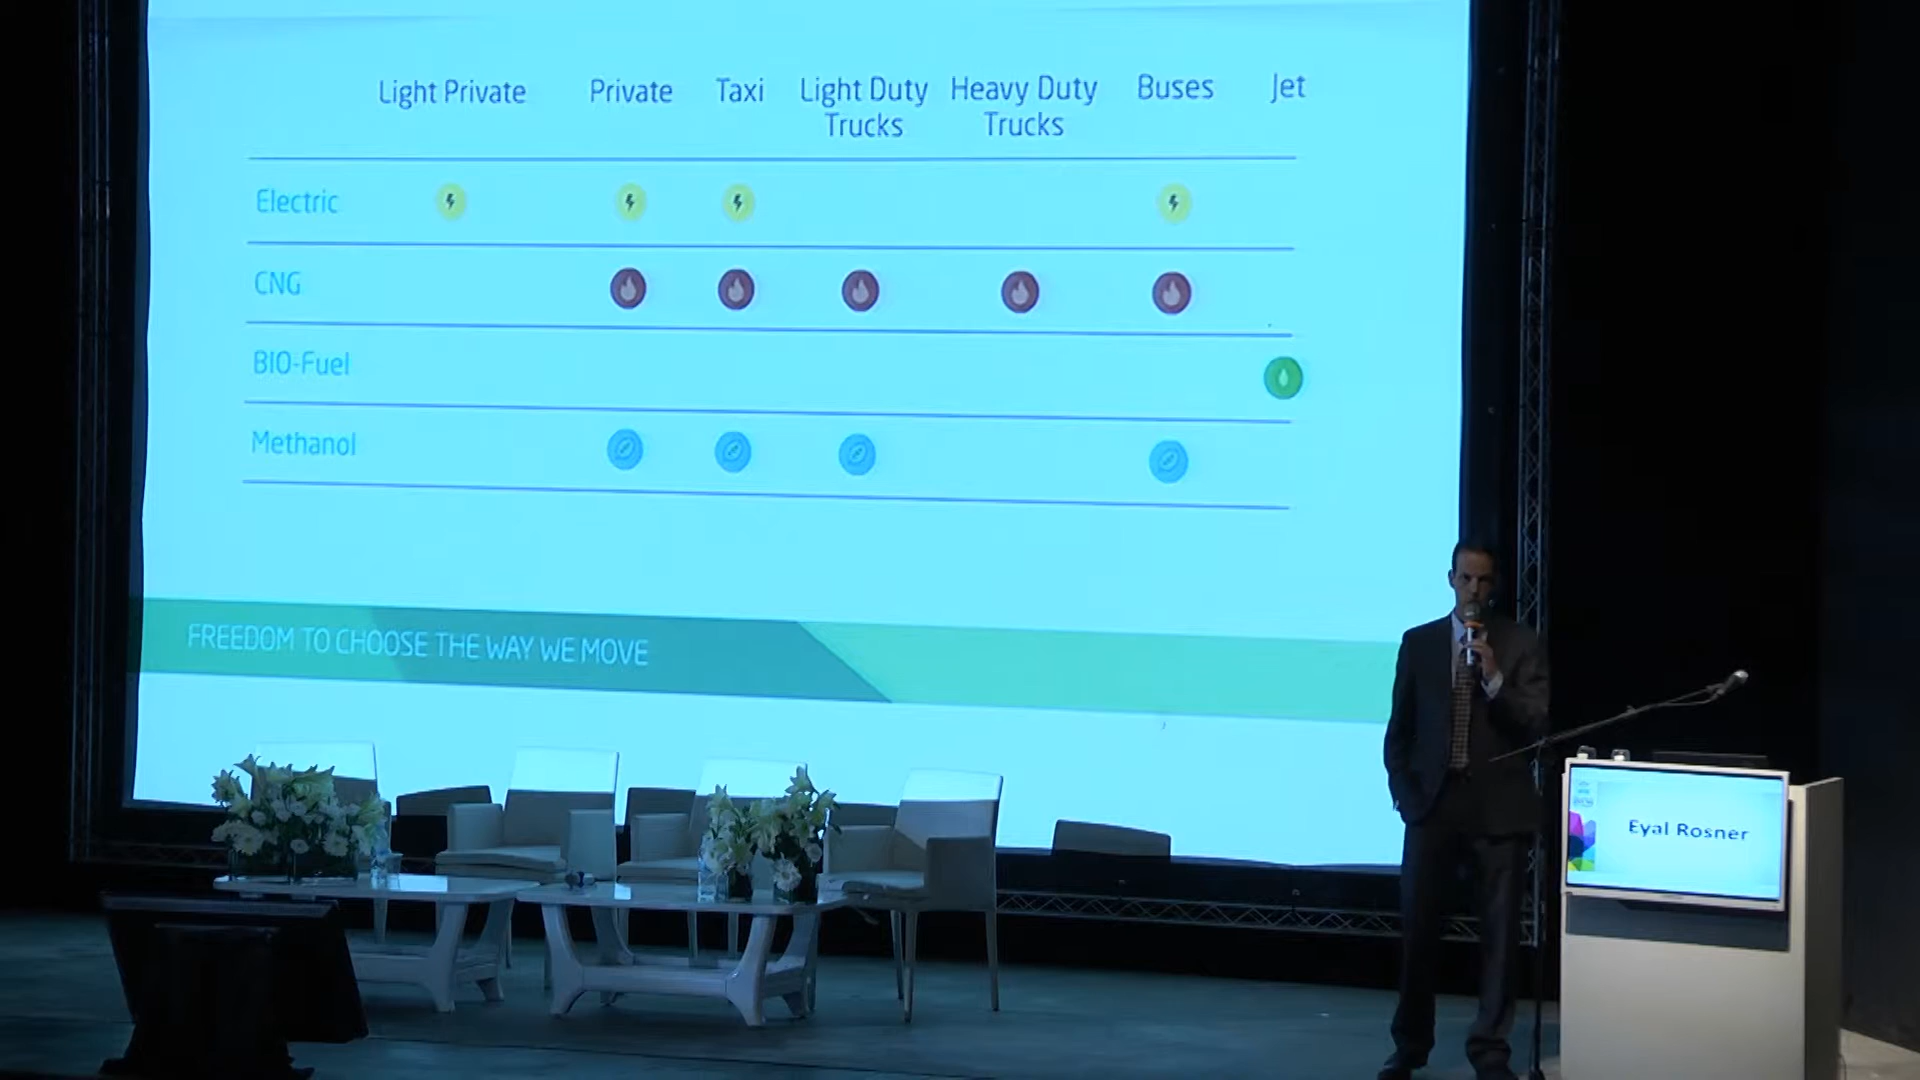 Light Private Private Taxi Light Duty Trucks Heavy Duty Trucks Buses Jet
Electric
CNG
BIO-Fuel
Methanol
FREEDOM TO CHOOSE THE WAY WE MOVE
Eyal Rosner